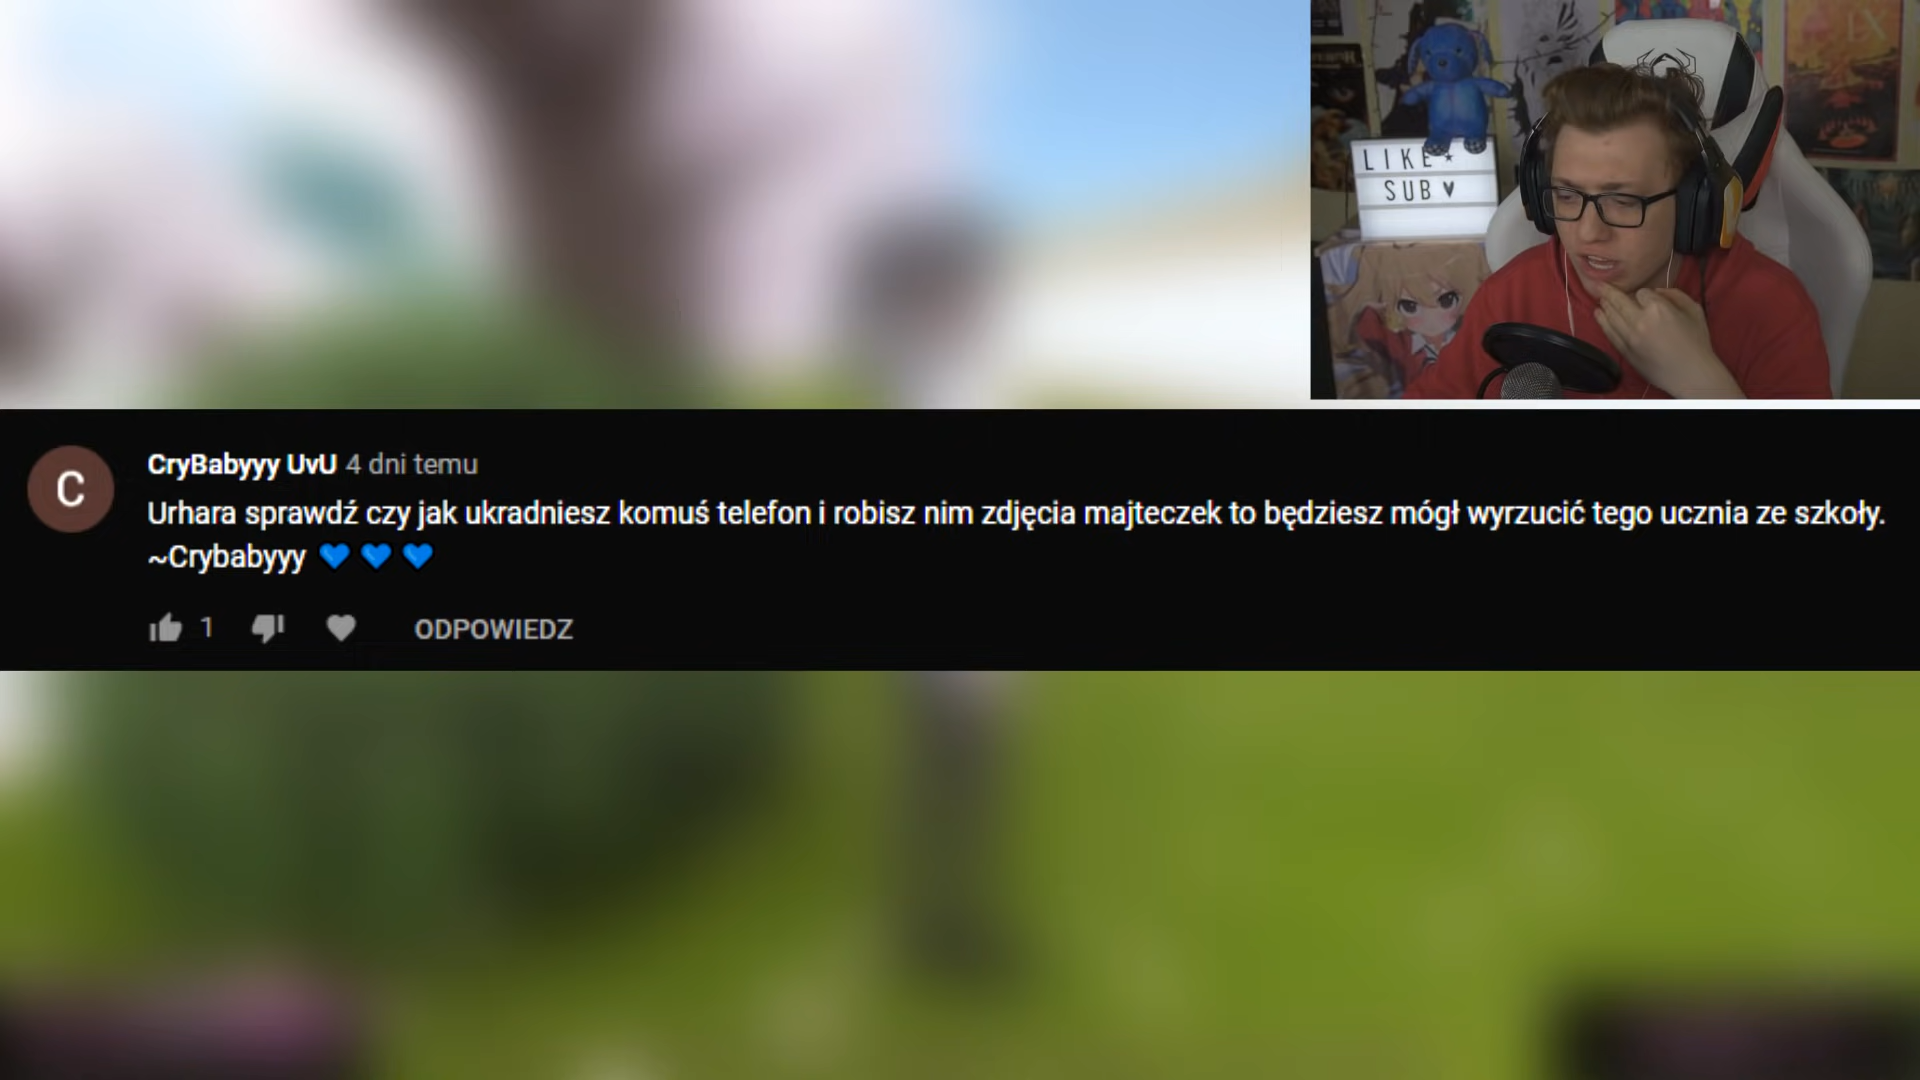 LIKE ★
SUB ♥
IX
C
CryBabyyy UvU 4 dni temu
Urhara sprawdź czy jak ukradniesz komuś telefon i robisz nim zdjęcia majteczek to będziesz mógł wyrzucić tego ucznia ze szkoły.
~Crybabyyy 💙 💙 💙
1
ODPOWIEDZ